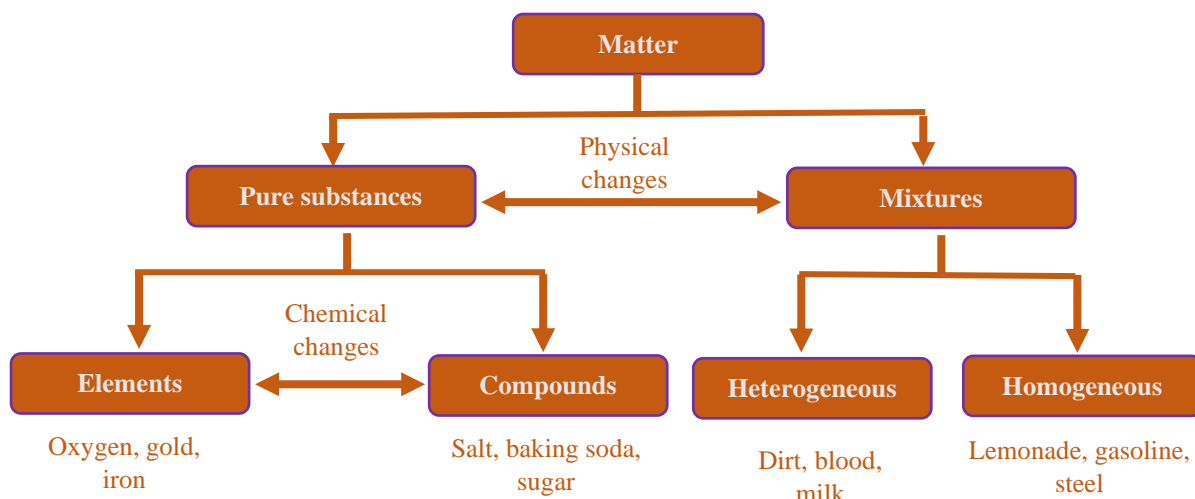 Matter
Physical
changes
Pure substances
Mixtures
Chemical
changes
Elements
Compounds
Heterogeneous
Homogeneous
Oxygen, gold,
iron
Salt, baking soda,
sugar
Dirt, blood,
milk
Lemonade, gasoline,
steel